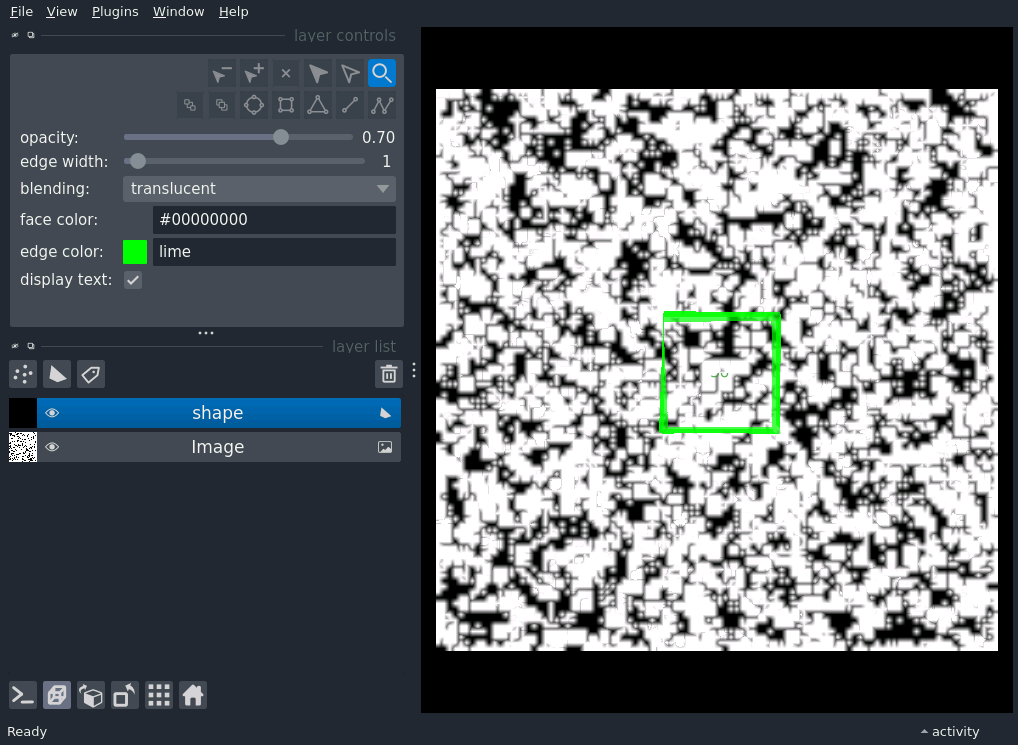 File View Plugins Window Help
layer controls
opacity: 0.70
edge width: 1
blending: translucent
face color: #00000000
edge color: lime
display text:
layer list
shape
Image
Ready
activity